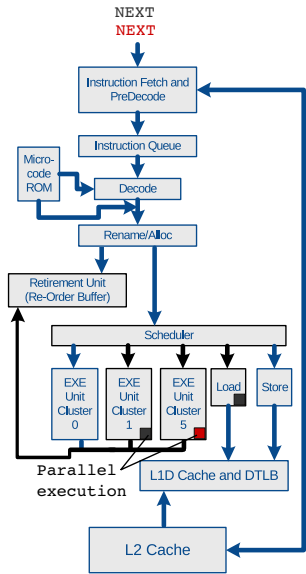 NEXT
NEXT
Instruction Fetch and
PreDecode
Instruction Queue
Micro-
code
ROM
Decode
Rename/Alloc
Retirement Unit
(Re-Order Buffer)
Scheduler
EXE
Unit
Cluster
0
EXE
Unit
Cluster
1
EXE
Unit
Cluster
5
Load
Store
Parallel
execution
L1D Cache and DTLB
L2 Cache